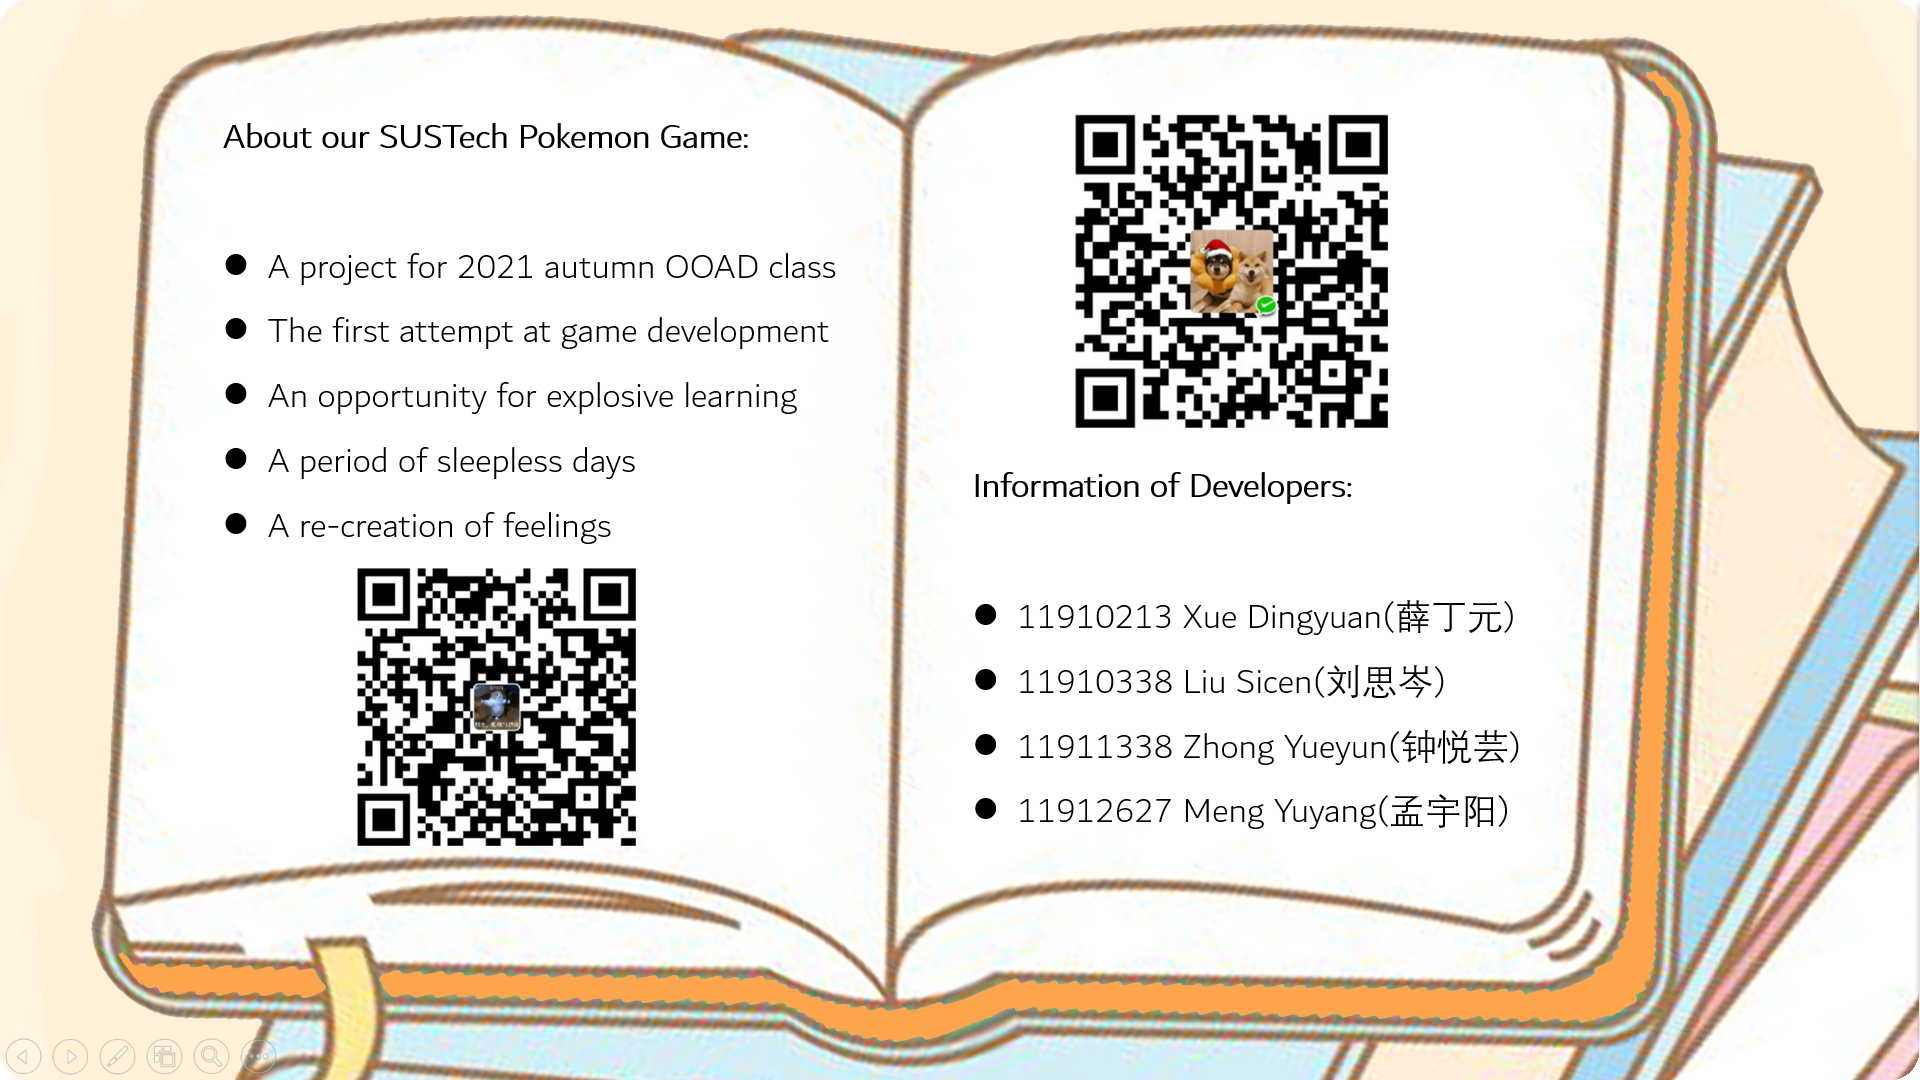 About our SUSTech Pokemon Game:
A project for 2021 autumn OOAD class
The first attempt at game development
An opportunity for explosive learning
A period of sleepless days
A re-creation of feelings
Information of Developers:
11910213 Xue Dingyuan(薛丁元)
11910338 Liu Sicen(刘思岑)
11911338 Zhong Yueyun(钟悦芸)
11912627 Meng Yuyang(孟宇阳)